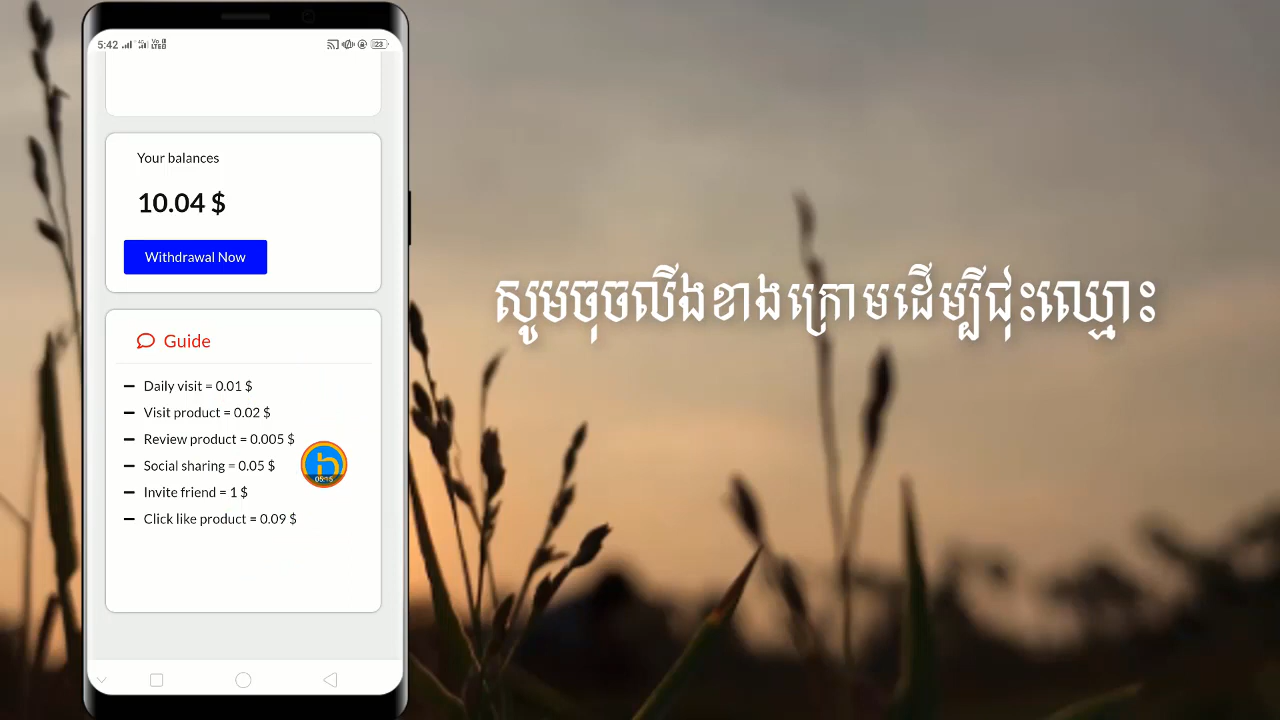 5:42
23
Your balances
10.04 $
Withdrawal Now
Guide
Daily visit = 0.01 $
Visit product = 0.02 $
Review product = 0.005 $
Social sharing = 0.05 $
Invite friend = 1 $
Click like product = 0.09 $
សូមចុចលីងខាងក្រោមដើម្បីជុះឈ្មោះ